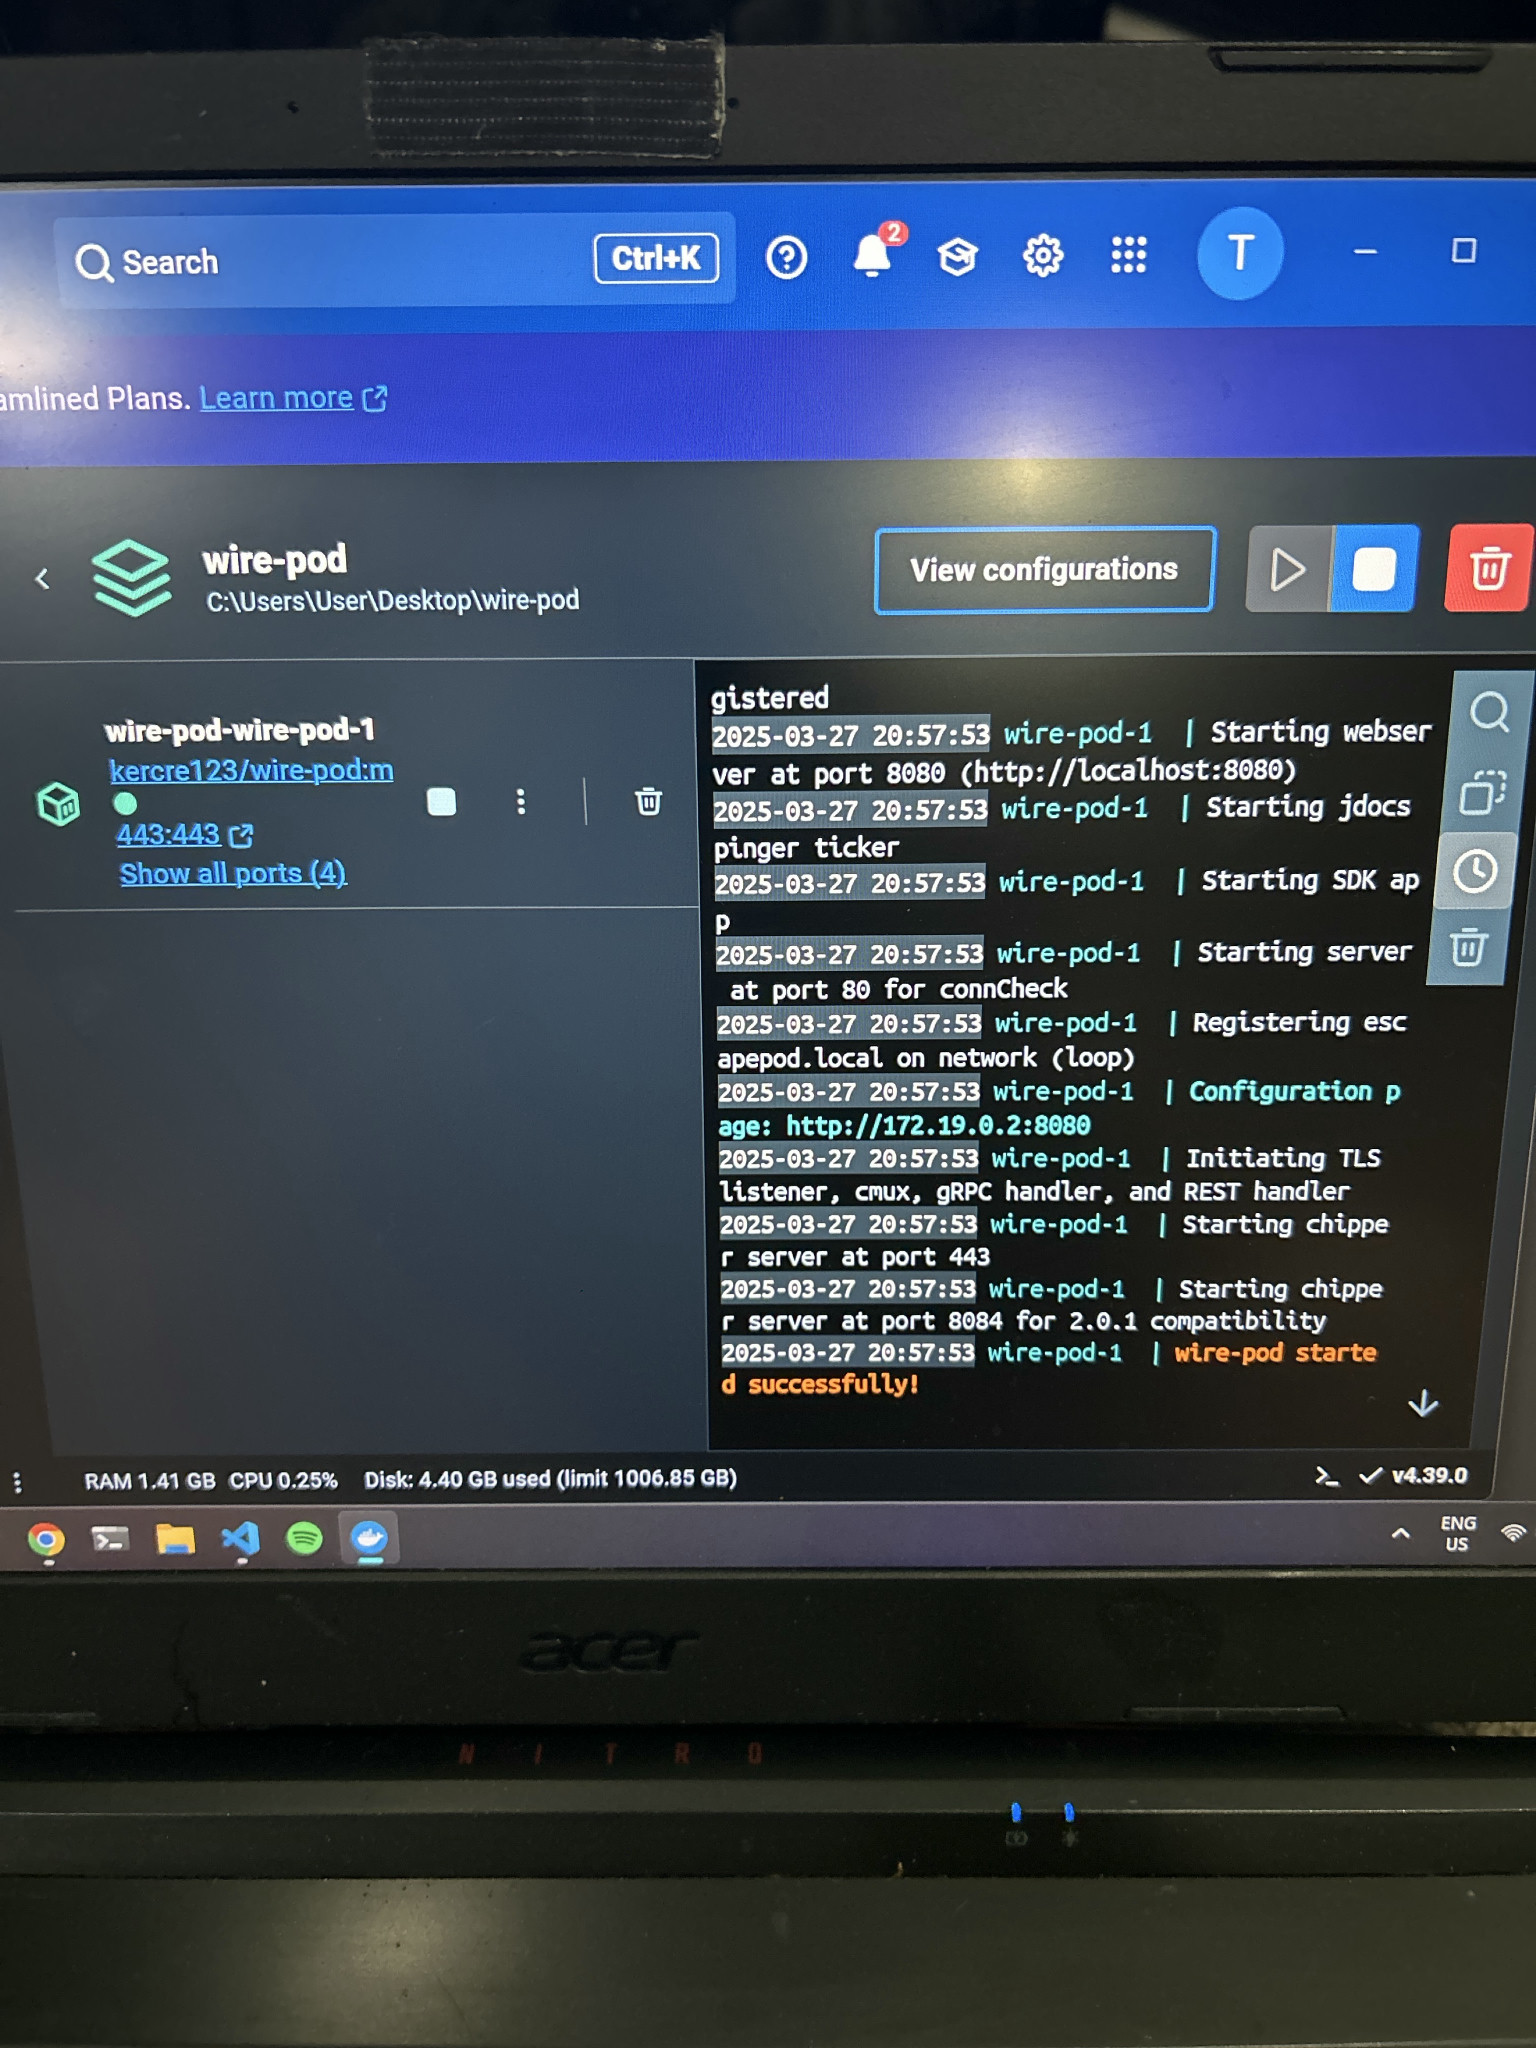 Search
Ctrl+K
2
T
amlined Plans. Learn more
wire-pod
C:\Users\User\Desktop\wire-pod
View configurations
wire-pod-wire-pod-1
kercre123/wire-pod:m
443:443
Show all ports (4)
gistered
2025-03-27 20:57:53 wire-pod-1 | Starting webser
ver at port 8080 (http://localhost:8080)
2025-03-27 20:57:53 wire-pod-1 | Starting jdocs
pinger ticker
2025-03-27 20:57:53 wire-pod-1 | Starting SDK ap
p
2025-03-27 20:57:53 wire-pod-1 | Starting server
at port 80 for connCheck
2025-03-27 20:57:53 wire-pod-1 | Registering esc
apepod.local on network (loop)
2025-03-27 20:57:53 wire-pod-1 | Configuration p
age: http://172.19.0.2:8080
2025-03-27 20:57:53 wire-pod-1 | Initiating TLS
listener, cmux, gRPC handler, and REST handler
2025-03-27 20:57:53 wire-pod-1 | Starting chippe
r server at port 443
2025-03-27 20:57:53 wire-pod-1 | Starting chippe
r server at port 8084 for 2.0.1 compatibility
2025-03-27 20:57:53 wire-pod-1 | wire-pod starte
d successfully!
RAM 1.41 GB CPU 0.25% Disk: 4.40 GB used (limit 1006.85 GB)
v4.39.0
ENG
US
acer
NITRO